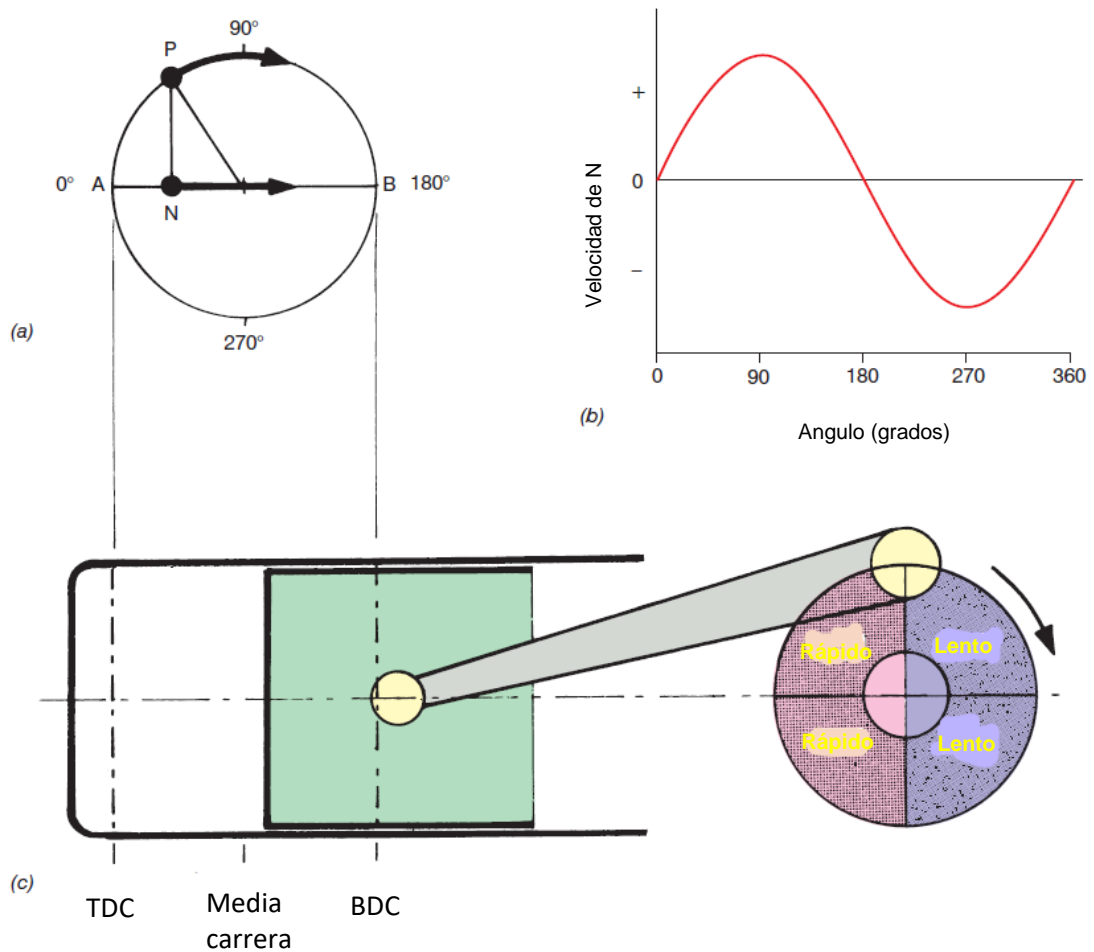 90°
P
0°
A
B
180°
N
(a)
270°
Velocidad de N
+
0
−
0
90
180
270
360
(b)
Angulo (grados)
Rápido
Lento
Rápido
Lento
(c)
TDC
Media
carrera
BDC